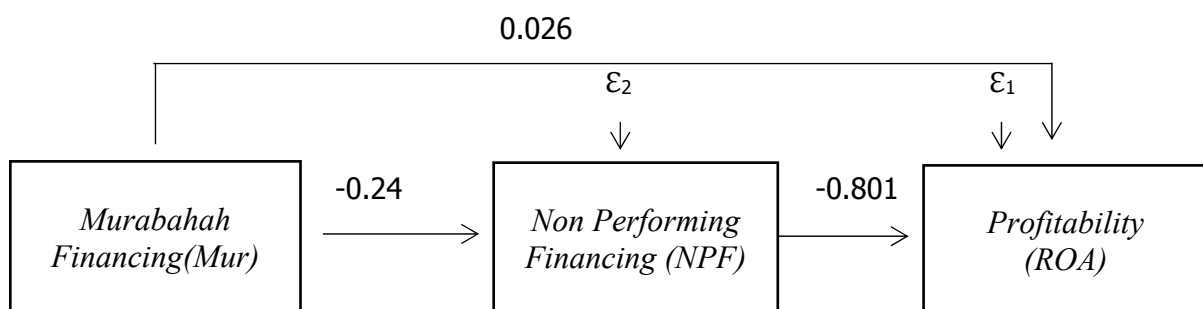 0.026
Ɛ2
Ɛ1
-0.24
-0.801
Murabahah
Financing(Mur)
Non Performing
Financing (NPF)
Profitability
(ROA)